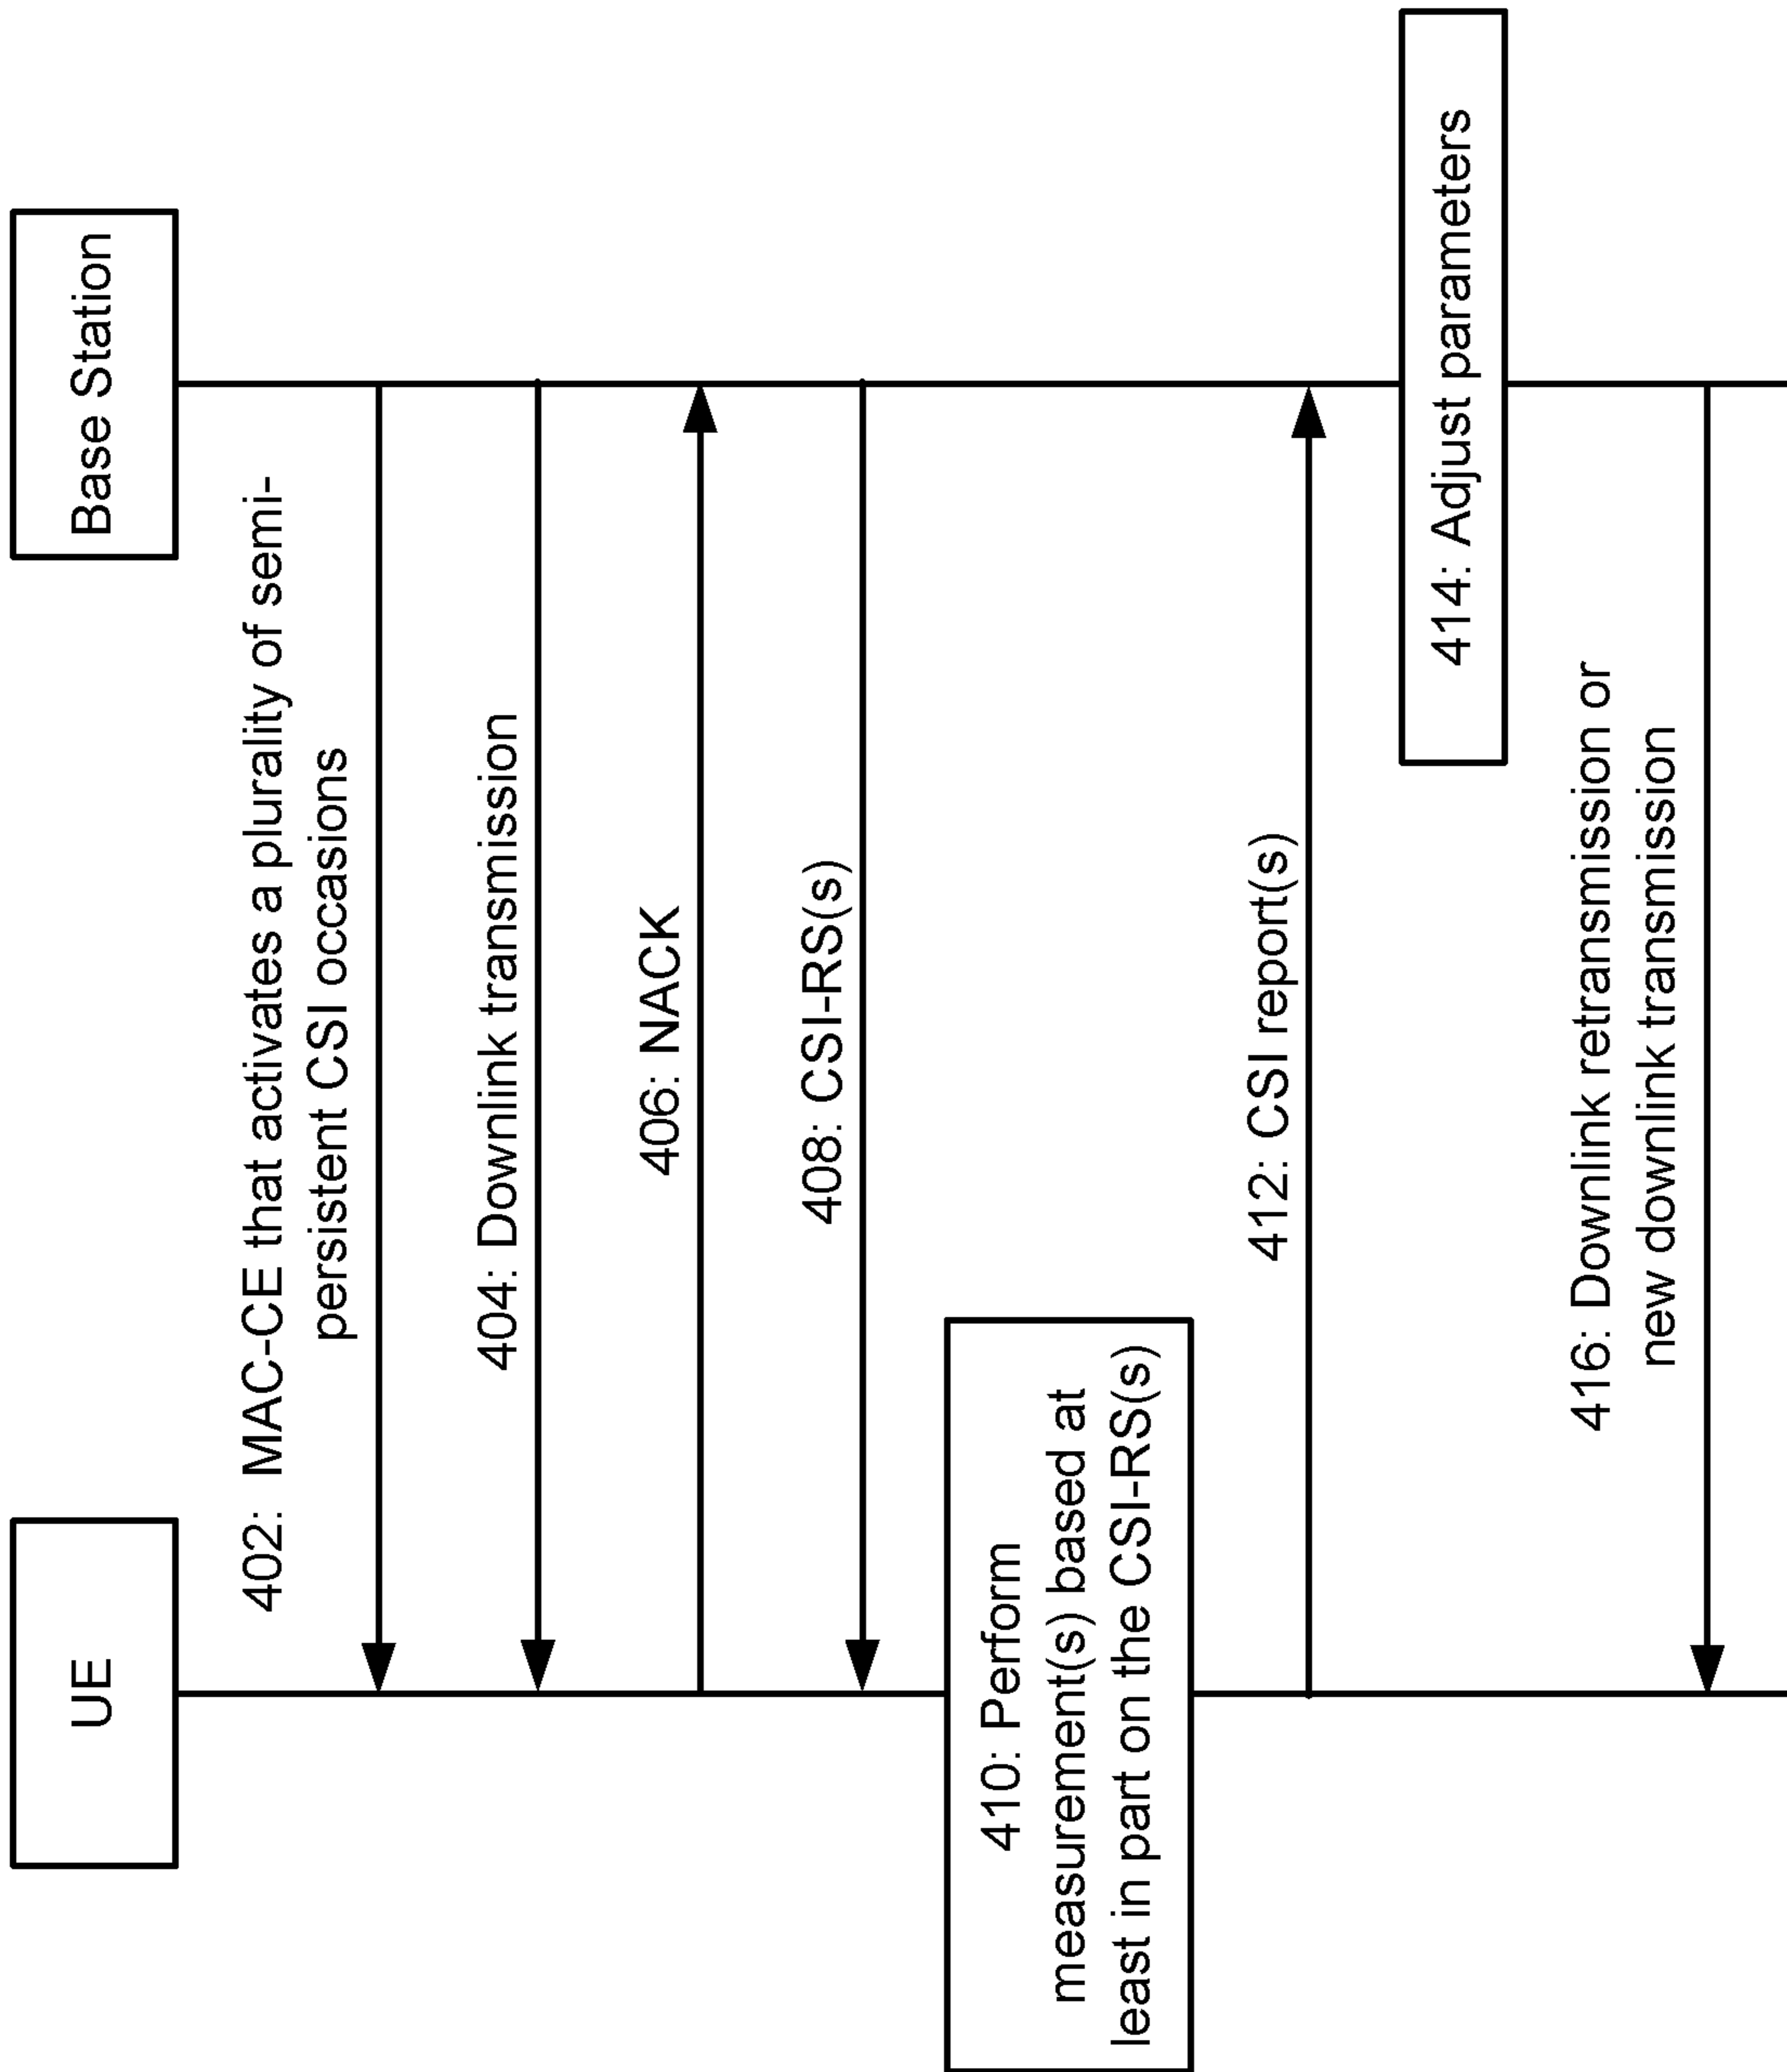 UE
Base Station
402: MAC-CE that activates a plurality of semi-
persistent CSI occasions
404: Downlink transmission
406: NACK
408: CSI-RS(s)
410: Perform
measurement(s) based at
least in part on the CSI-RS(s)
412: CSI report(s)
414: Adjust parameters
416: Downlink retransmission or
new downlink transmission